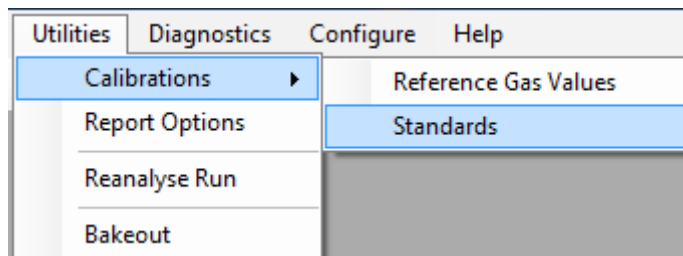 Utilities Diagnostics Configure Help
Calibrations Reference Gas Values
Report Options Standards
Reanalyse Run
Bakeout